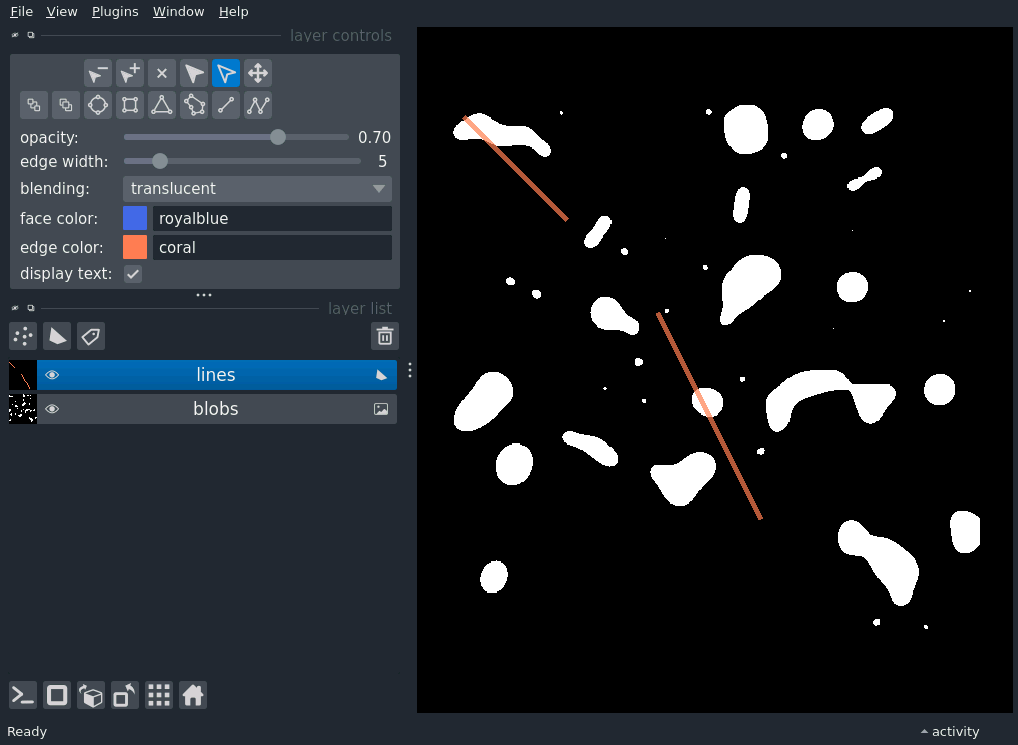 File View Plugins Window Help
layer controls
opacity: 0.70
edge width: 5
blending: translucent
face color: royalblue
edge color: coral
display text:
layer list
lines
blobs
Ready activity